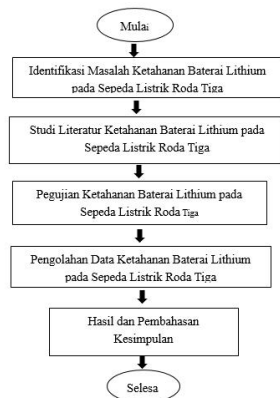 Mulai
Identifikasi Masalah Ketahanan Baterai Lithium
pada Sepeda Listrik Roda Tiga
Studi Literatur Ketahanan Baterai Lithium pada
Sepeda Listrik Roda Tiga
Pegujian Ketahanan Baterai Lithium pada
Sepeda Listrik Roda Tiga
Pengolahan Data Ketahanan Baterai Lithium
pada Sepeda Listrik Roda Tiga
Hasil dan Pembahasan
Kesimpulan
Selesa